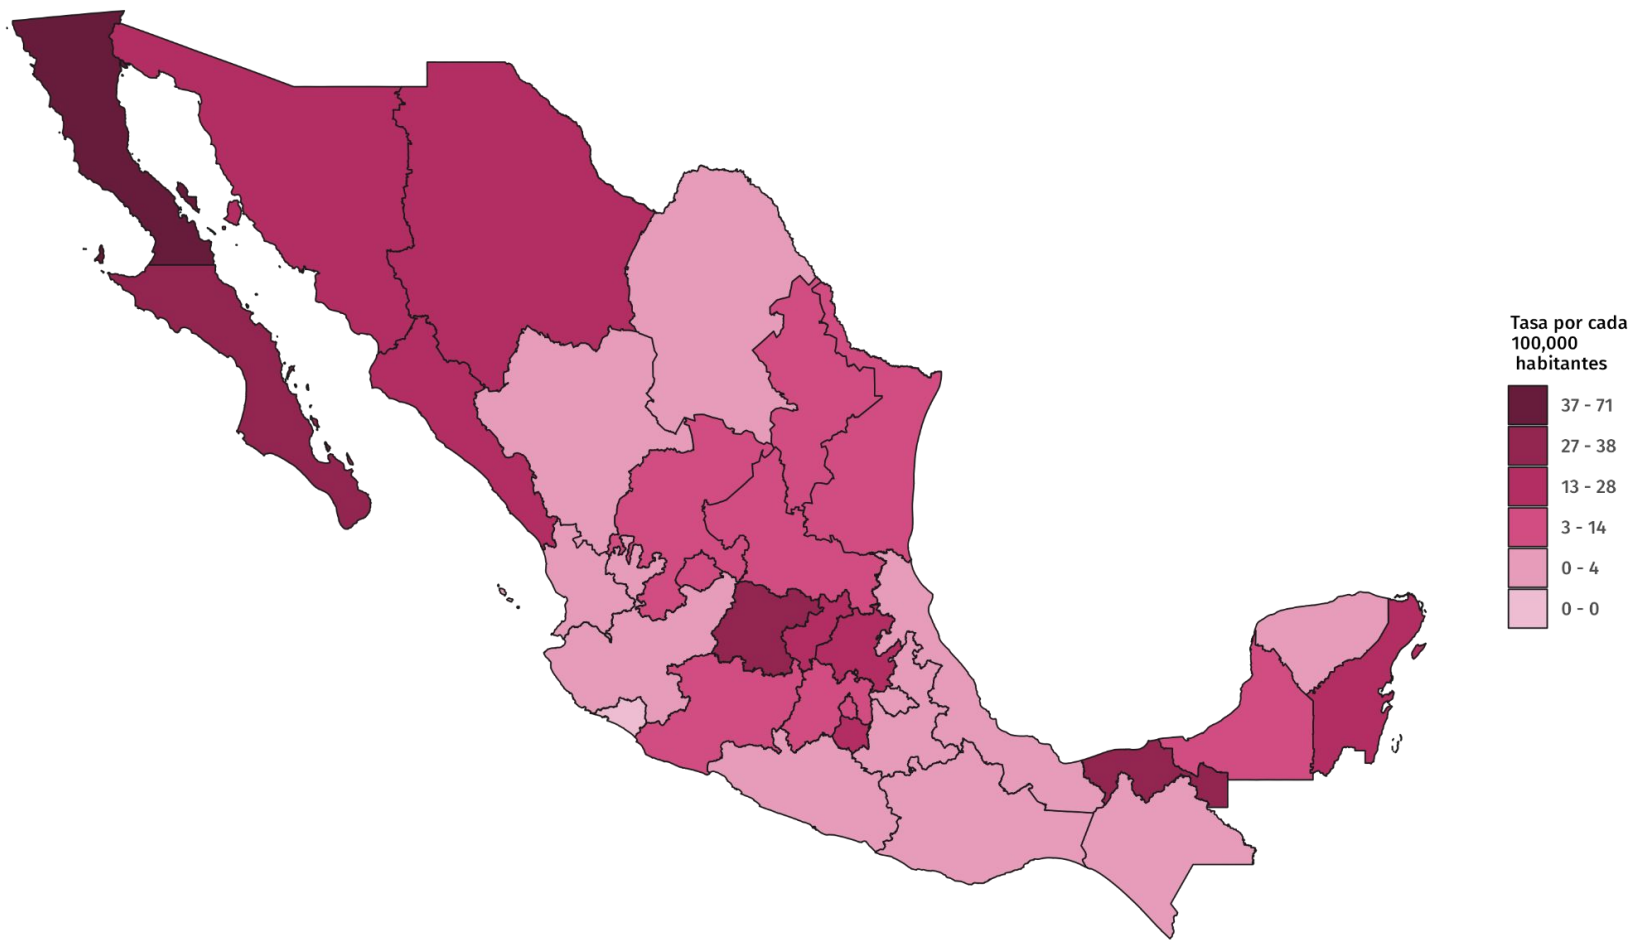 Tasa por cada
100,000
habitantes
37 - 71
27 - 38
13 - 28
3 - 14
0 - 4
0 - 0